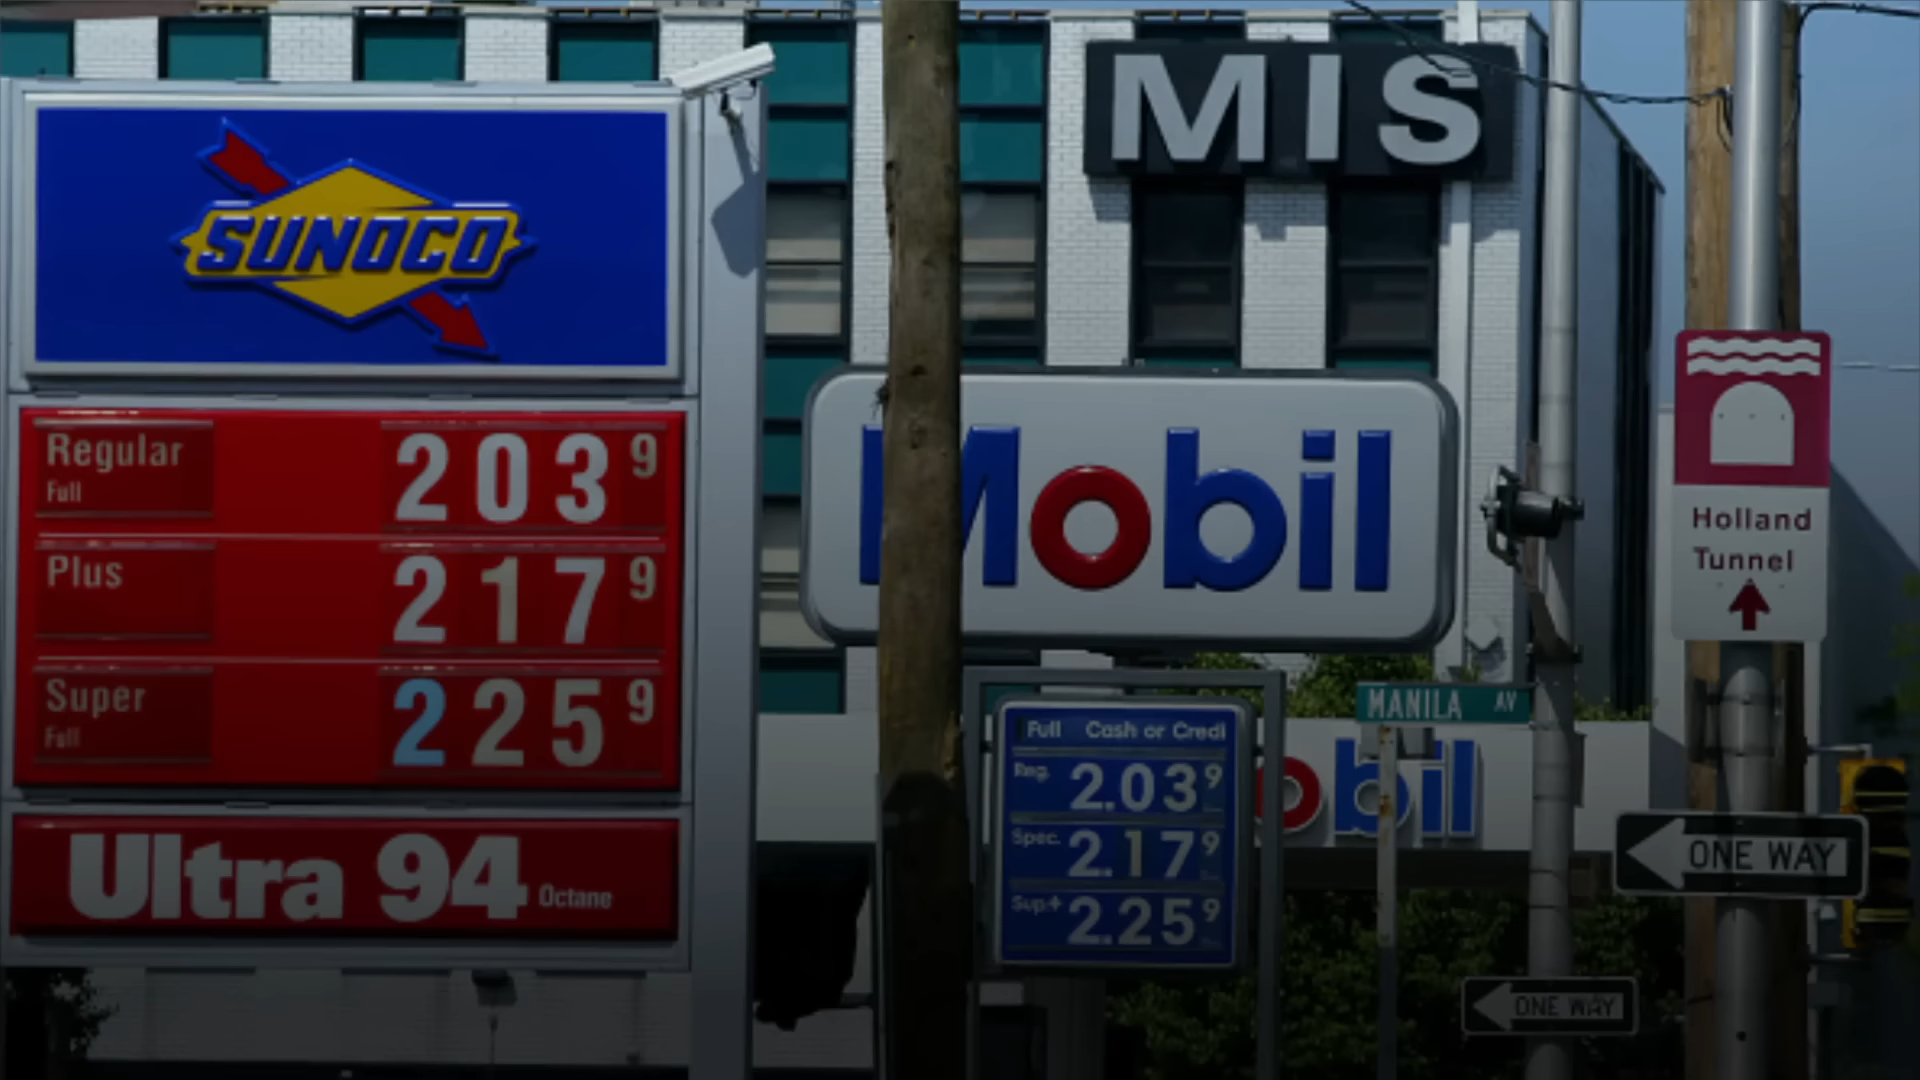 MIS
SUNOCO
Regular 203 9
Full
Plus 217 9
Super 225 9
Full
Ultra 94 Octane
Mobil
Full Cash or Credi
Reg. 2.03 9
Spec. 2.17 9
Sup.+ 2.25 9
MANILA AV
obil
Holland
Tunnel
ONE WAY
ONE WAY